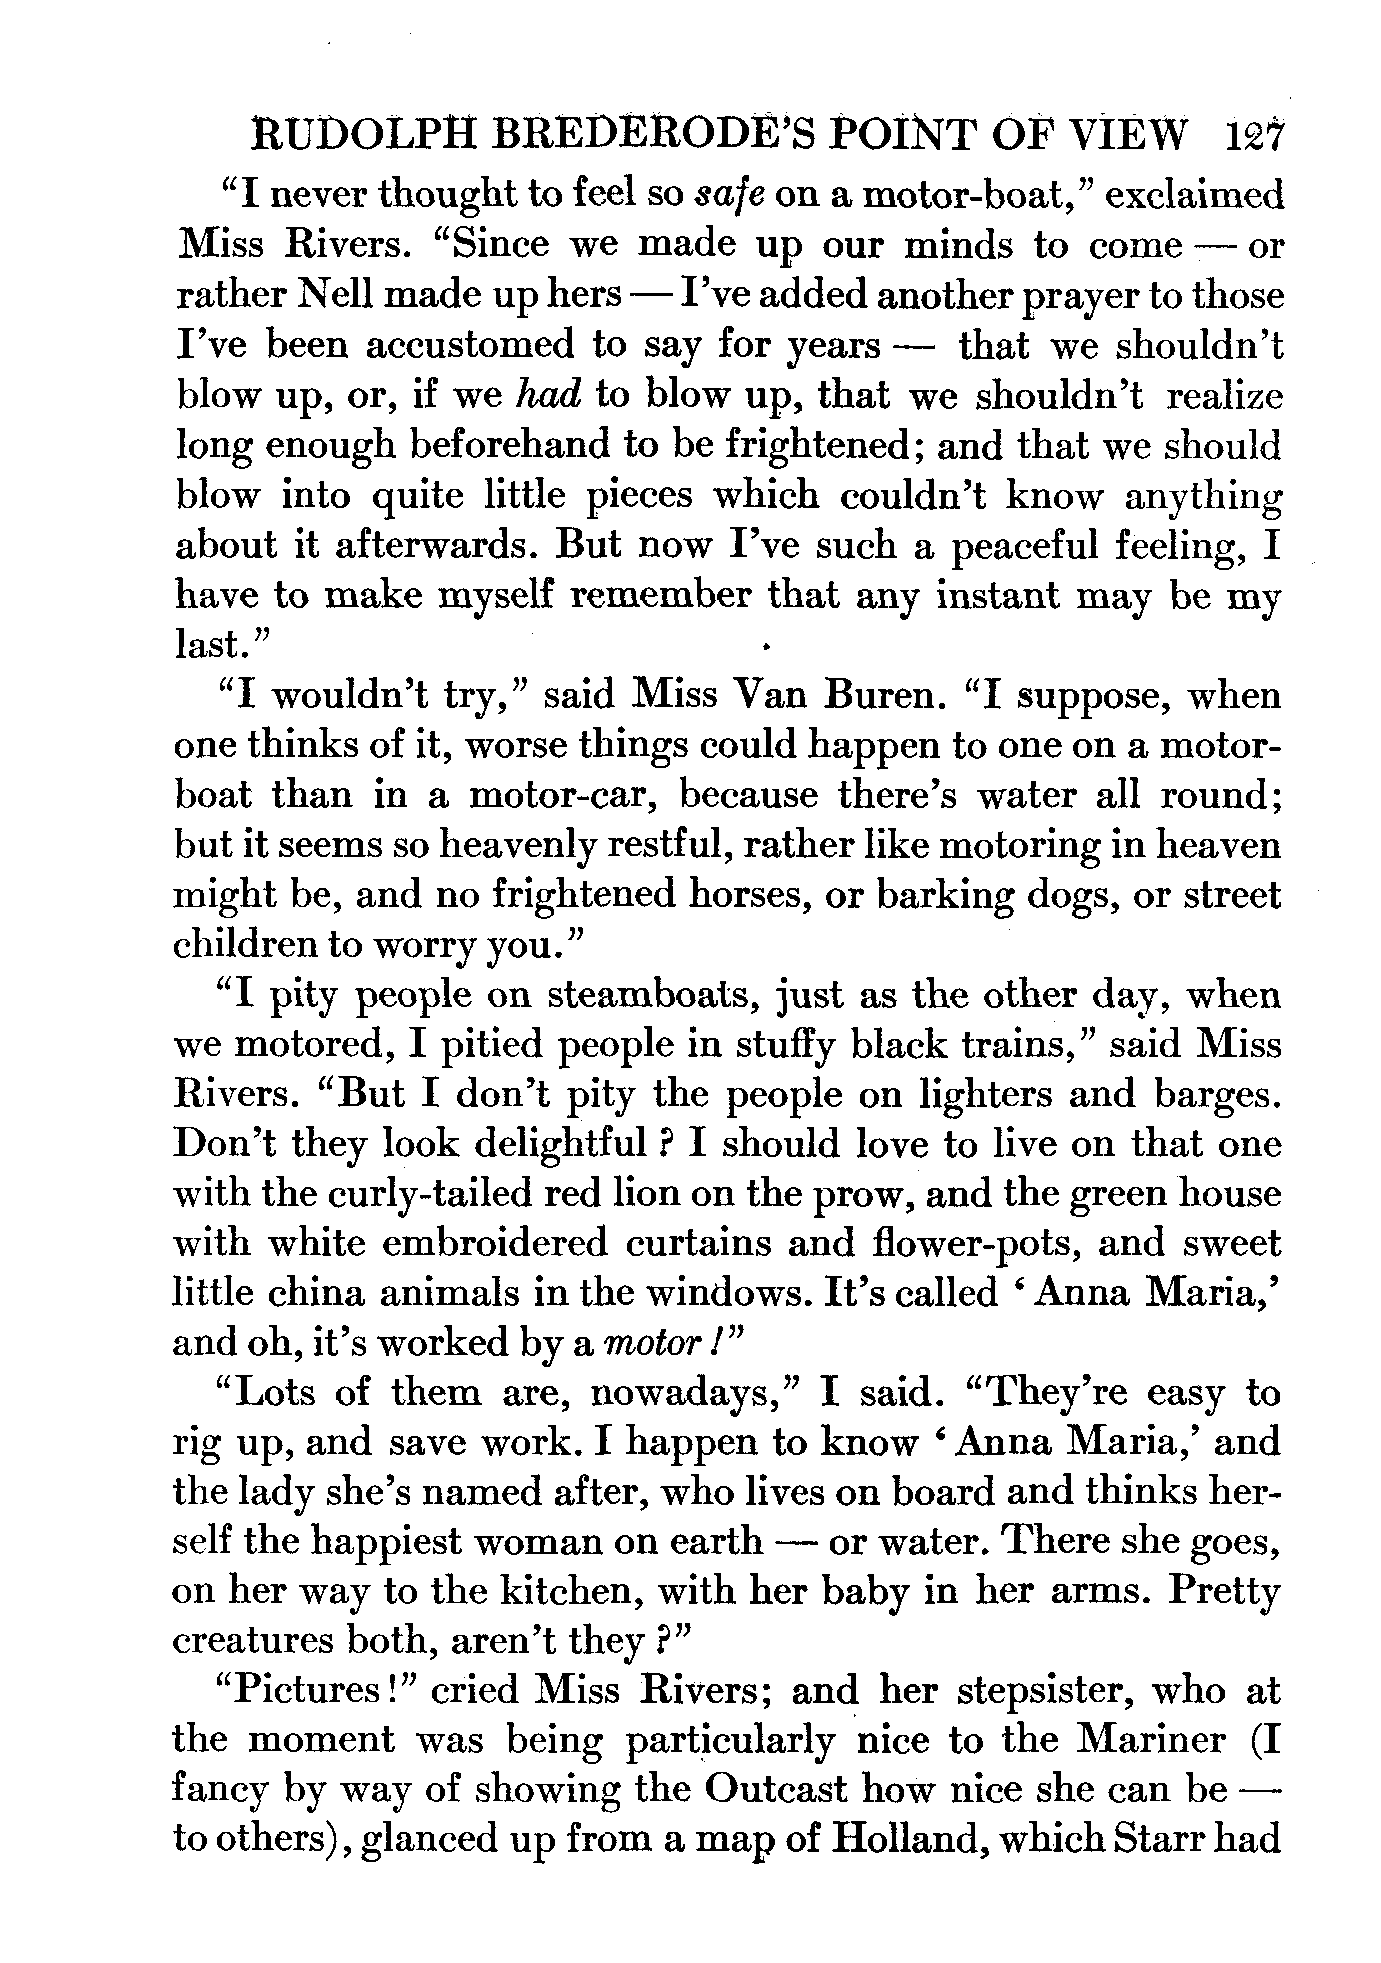 RUDOLPH BREDERODE'S POINT OF VIEW 127
"I never thought to feel so safe on a motor-boat," exclaimed
Miss Rivers. "Since we made up our minds to come — or
rather Nell made up hers — I've added another prayer to those
I've been accustomed to say for years — that we shouldn't
blow up, or, if we had to blow up, that we shouldn't realize
long enough beforehand to be frightened; and that we should
blow into quite little pieces which couldn't know anything
about it afterwards. But now I've such a peaceful feeling, I
have to make myself remember that any instant may be my
last."
"I wouldn't try," said Miss Van Buren. "I suppose, when
one thinks of it, worse things could happen to one on a motor-
boat than in a motor-car, because there's water all round;
but it seems so heavenly restful, rather like motoring in heaven
might be, and no frightened horses, or barking dogs, or street
children to worry you."
"I pity people on steamboats, just as the other day, when
we motored, I pitied people in stuffy black trains," said Miss
Rivers. "But I don't pity the people on lighters and barges.
Don't they look delightful? I should love to live on that one
with the curly-tailed red lion on the prow, and the green house
with white embroidered curtains and flower-pots, and sweet
little china animals in the windows. It's called 'Anna Maria,'
and oh, it's worked by a motor!"
"Lots of them are, nowadays," I said. "They're easy to
rig up, and save work. I happen to know 'Anna Maria,' and
the lady she's named after, who lives on board and thinks her-
self the happiest woman on earth — or water. There she goes,
on her way to the kitchen, with her baby in her arms. Pretty
creatures both, aren't they?"
"Pictures!" cried Miss Rivers; and her stepsister, who at
the moment was being particularly nice to the Mariner (I
fancy by way of showing the Outcast how nice she can be —
to others), glanced up from a map of Holland, which Starr had